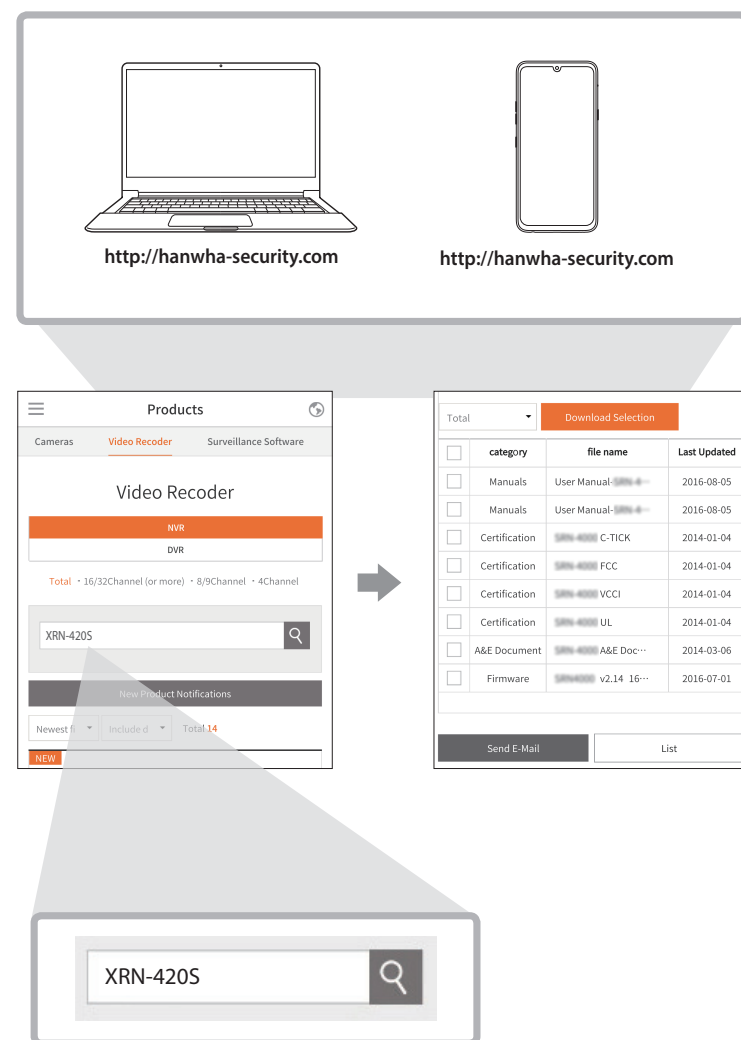 http://hanwha-security.com
http://hanwha-security.com
Products
Cameras Video Recoder Surveillance Software
Video Recoder
NVR
DVR
Total · 16/32Channel (or more) · 8/9Channel · 4Channel
XRN-420S
New Product Notifications
Newest fi Include d Total 14
NEW
Total Download Selection
category file name Last Updated
Manuals User Manual- 2016-08-05
Manuals User Manual- 2016-08-05
Certification C-TICK 2014-01-04
Certification FCC 2014-01-04
Certification VCCI 2014-01-04
Certification UL 2014-01-04
A&E Document A&E Doc··· 2014-03-06
Firmware v2.14 16··· 2016-07-01
Send E-Mail List
XRN-420S